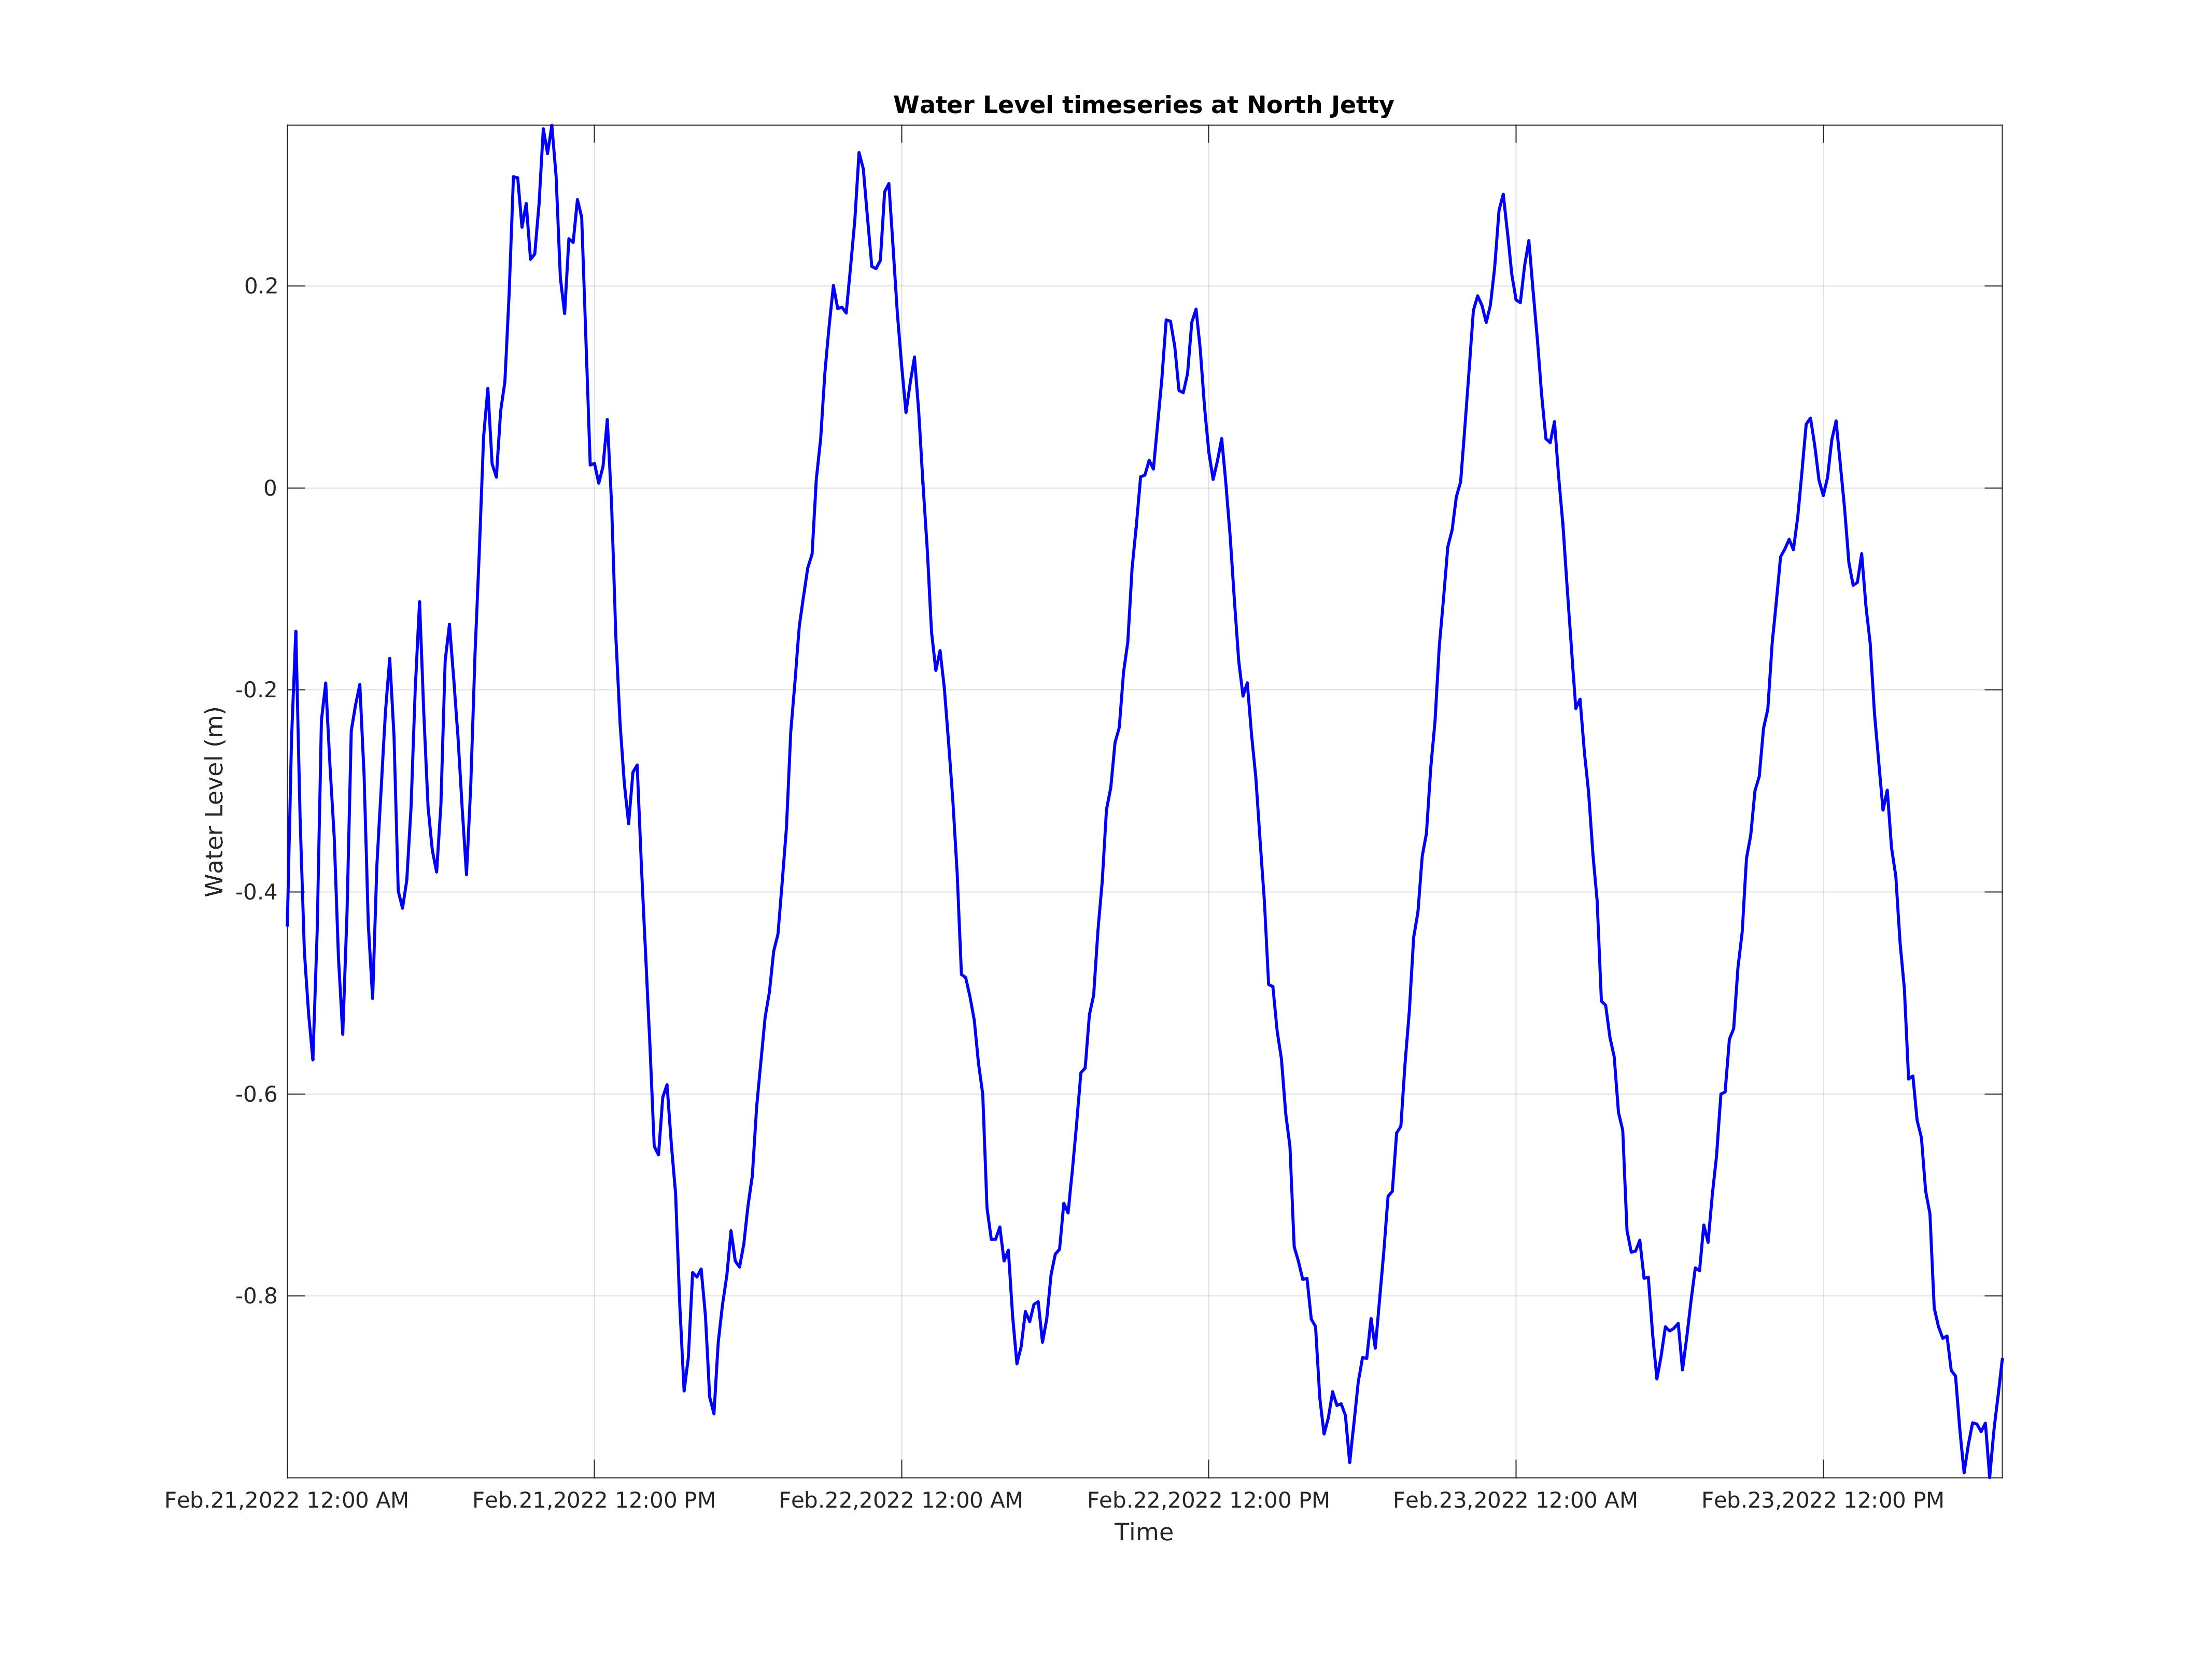 Water Level timeseries at North Jetty
0.2
0
-0.2
-0.4
-0.6
-0.8
Water Level (m)
Feb.21,2022 12:00 AM Feb.21,2022 12:00 PM Feb.22,2022 12:00 AM Feb.22,2022 12:00 PM Feb.23,2022 12:00 AM Feb.23,2022 12:00 PM
Time